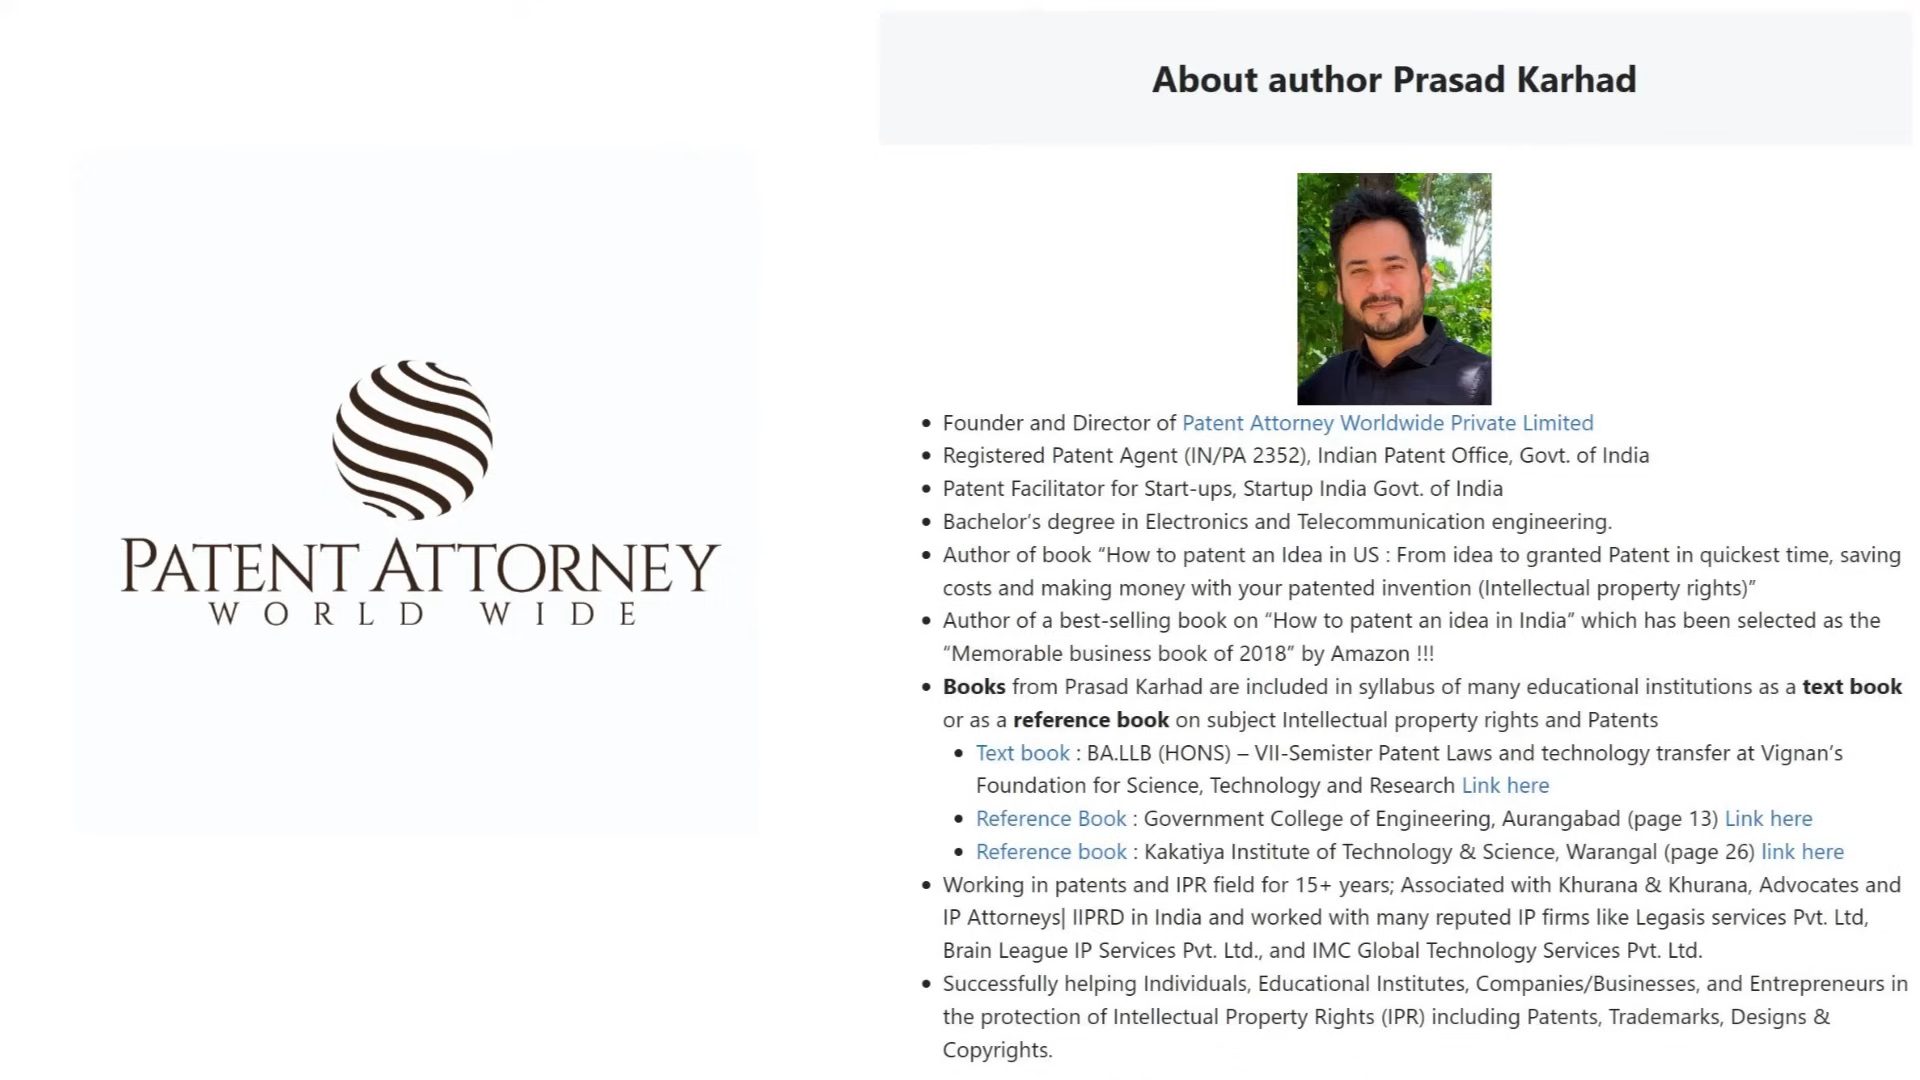 PATENT ATTORNEY
WORLD WIDE
About author Prasad Karhad
Founder and Director of Patent Attorney Worldwide Private Limited
Registered Patent Agent (IN/PA 2352), Indian Patent Office, Govt. of India
Patent Facilitator for Start-ups, Startup India Govt. of India
Bachelor’s degree in Electronics and Telecommunication engineering.
Author of book “How to patent an Idea in US : From idea to granted Patent in quickest time, saving
costs and making money with your patented invention (Intellectual property rights)”
Author of a best-selling book on “How to patent an idea in India” which has been selected as the
“Memorable business book of 2018” by Amazon !!!
Books from Prasad Karhad are included in syllabus of many educational institutions as a text book
or as a reference book on subject Intellectual property rights and Patents
Text book : BA.LLB (HONS) – VII-Semister Patent Laws and technology transfer at Vignan’s
Foundation for Science, Technology and Research Link here
Reference Book : Government College of Engineering, Aurangabad (page 13) Link here
Reference book : Kakatiya Institute of Technology & Science, Warangal (page 26) link here
Working in patents and IPR field for 15+ years; Associated with Khurana & Khurana, Advocates and
IP Attorneys| IIPRD in India and worked with many reputed IP firms like Legasis services Pvt. Ltd,
Brain League IP Services Pvt. Ltd., and IMC Global Technology Services Pvt. Ltd.
Successfully helping Individuals, Educational Institutes, Companies/Businesses, and Entrepreneurs in
the protection of Intellectual Property Rights (IPR) including Patents, Trademarks, Designs &
Copyrights.